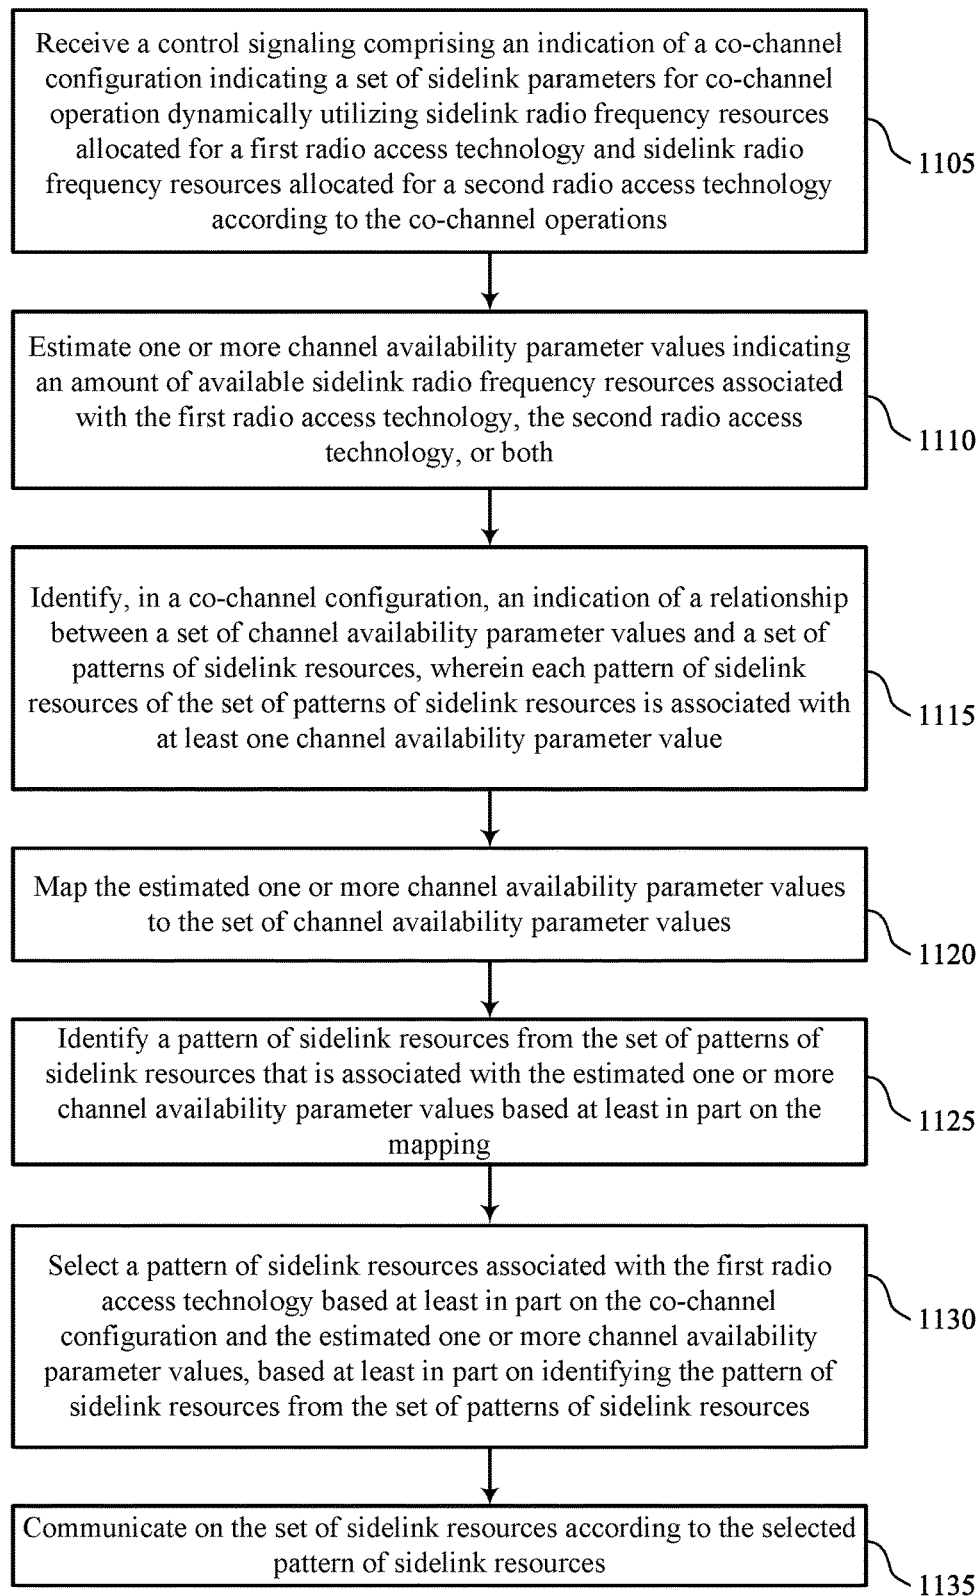 Receive a control signaling comprising an indication of a co-channel
configuration indicating a set of sidelink parameters for co-channel
operation dynamically utilizing sidelink radio frequency resources
allocated for a first radio access technology and sidelink radio
frequency resources allocated for a second radio access technology
according to the co-channel operations
1105
Estimate one or more channel availability parameter values indicating
an amount of available sidelink radio frequency resources associated
with the first radio access technology, the second radio access
technology, or both
1110
Identify, in a co-channel configuration, an indication of a relationship
between a set of channel availability parameter values and a set of
patterns of sidelink resources, wherein each pattern of sidelink
resources of the set of patterns of sidelink resources is associated with
at least one channel availability parameter value
1115
Map the estimated one or more channel availability parameter values
to the set of channel availability parameter values
1120
Identify a pattern of sidelink resources from the set of patterns of
sidelink resources that is associated with the estimated one or more
channel availability parameter values based at least in part on the
mapping
1125
Select a pattern of sidelink resources associated with the first radio
access technology based at least in part on the co-channel
configuration and the estimated one or more channel availability
parameter values, based at least in part on identifying the pattern of
sidelink resources from the set of patterns of sidelink resources
1130
Communicate on the set of sidelink resources according to the selected
pattern of sidelink resources
1135